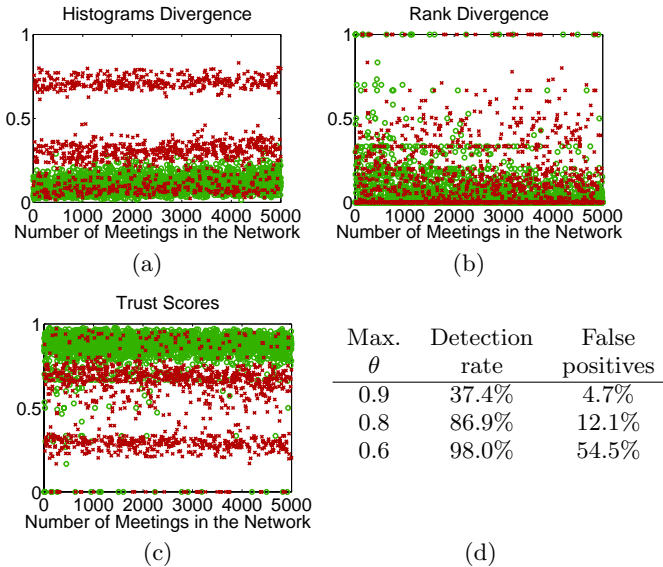 Histograms Divergence
1
0.5
0
0 1000 2000 3000 4000 5000
Number of Meetings in the Network
(a)
Rank Divergence
1
0.5
0
0 1000 2000 3000 4000 5000
Number of Meetings in the Network
(b)
Trust Scores
1
0.5
0
0 1000 2000 3000 4000 5000
Number of Meetings in the Network
(c)
Max. Detection False
θ rate positives
0.9 37.4% 4.7%
0.8 86.9% 12.1%
0.6 98.0% 54.5%
(d)